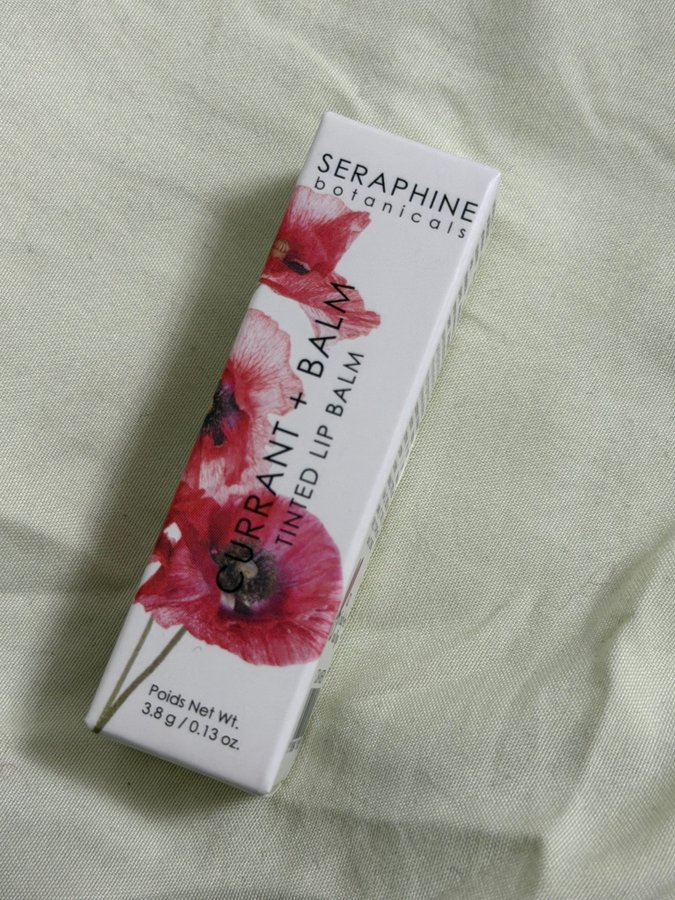 SERAPHINE
botanicals
CURRANT + BALM
TINTED LIP BALM
Poids Net Wt.
3.8 g / 0.13 oz.